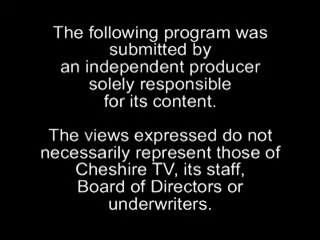 The following program was
submitted by
an independent producer
solely responsible
for its content.
The views expressed do not
necessarily represent those of
Cheshire TV, its staff,
Board of Directors or
underwriters.